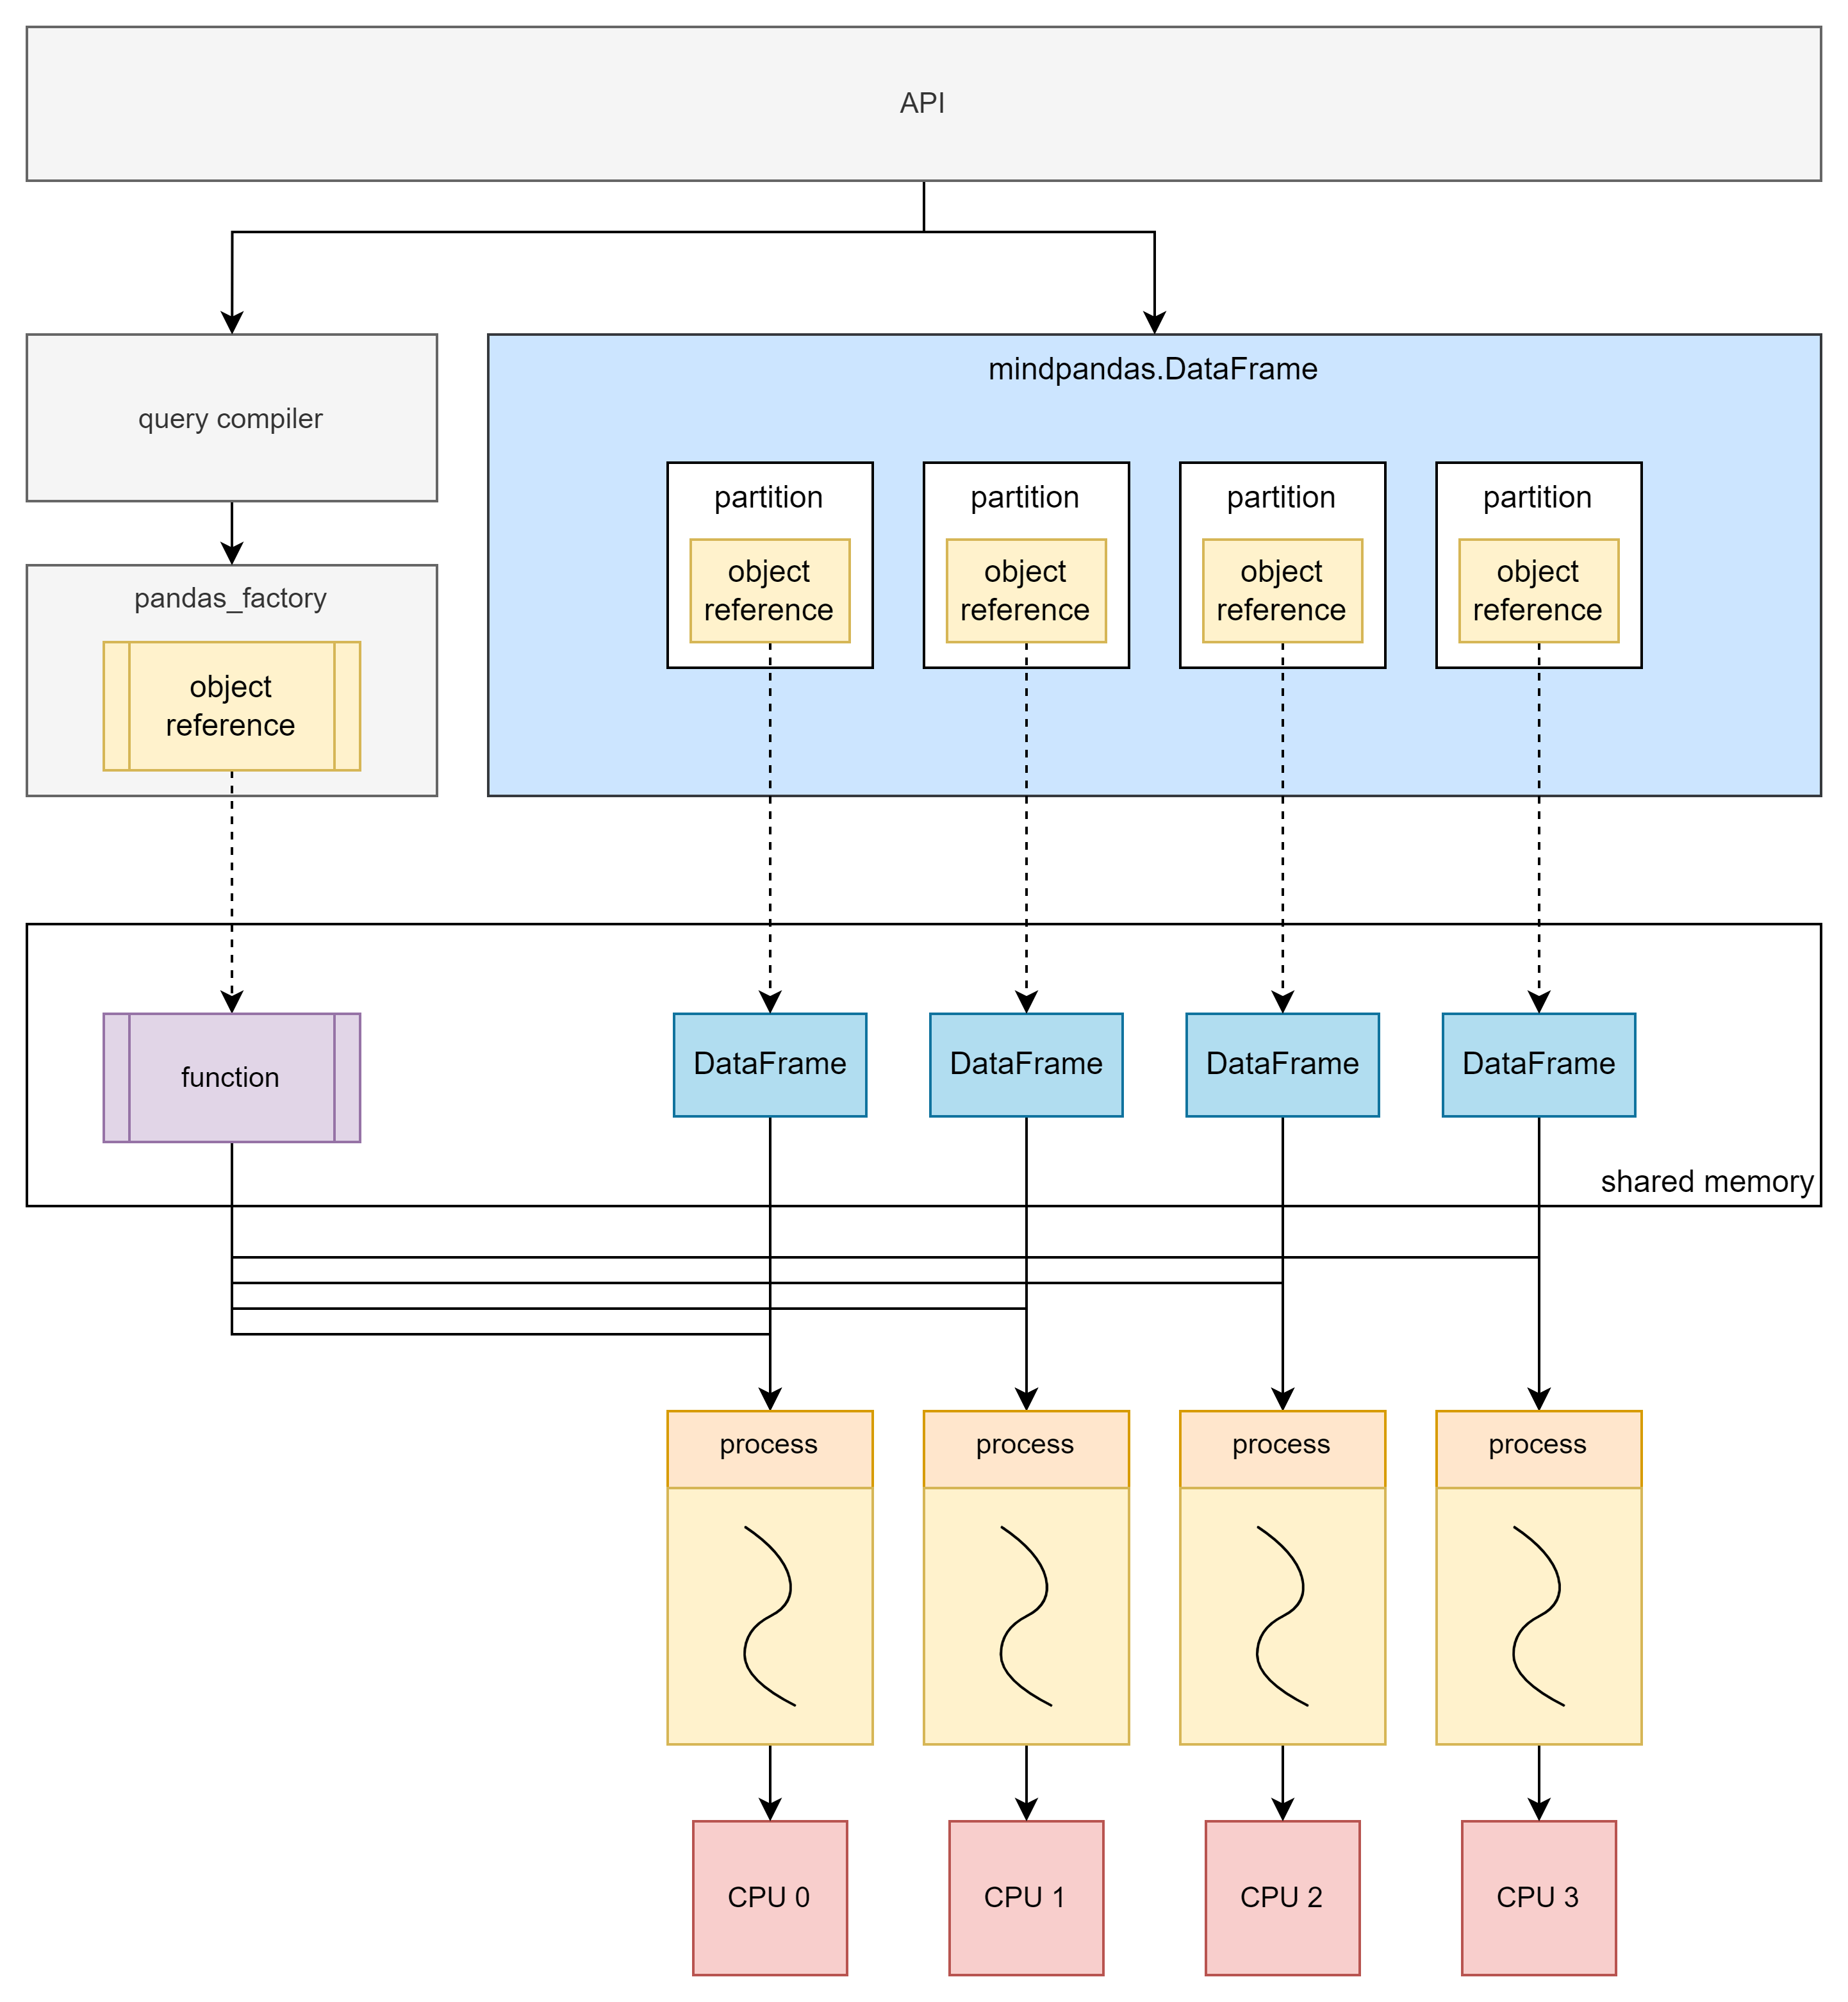 API
query compiler
mindpandas.DataFrame
partition
partition
partition
partition
object
reference
object
reference
object
reference
object
reference
pandas_factory
object
reference
function
DataFrame
DataFrame
DataFrame
DataFrame
shared memory
process
process
process
process
CPU 0
CPU 1
CPU 2
CPU 3